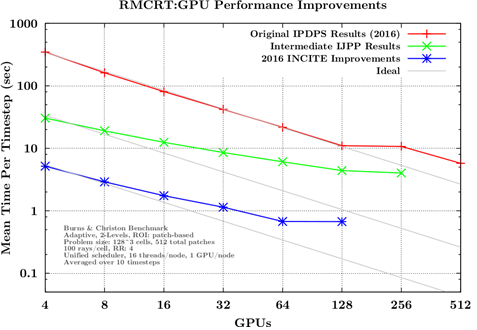 RMCRT:GPU Performance Improvements
Original IPDPS Results (2016)
Intermediate IJPP Results
2016 INCITE Improvements
Ideal
Mean Time Per Timestep (sec)
1000
100
10
1
0.1
Burns & Christon Benchmark
Adaptive, 2-Levels, ROI: patch-based
Problem size: 128^3 cells, 512 total patches
100 rays/cell, RR: 4
Unified scheduler, 16 threads/node, 1 GPU/node
Averaged over 10 timesteps
4 8 16 32 64 128 256 512
GPUs